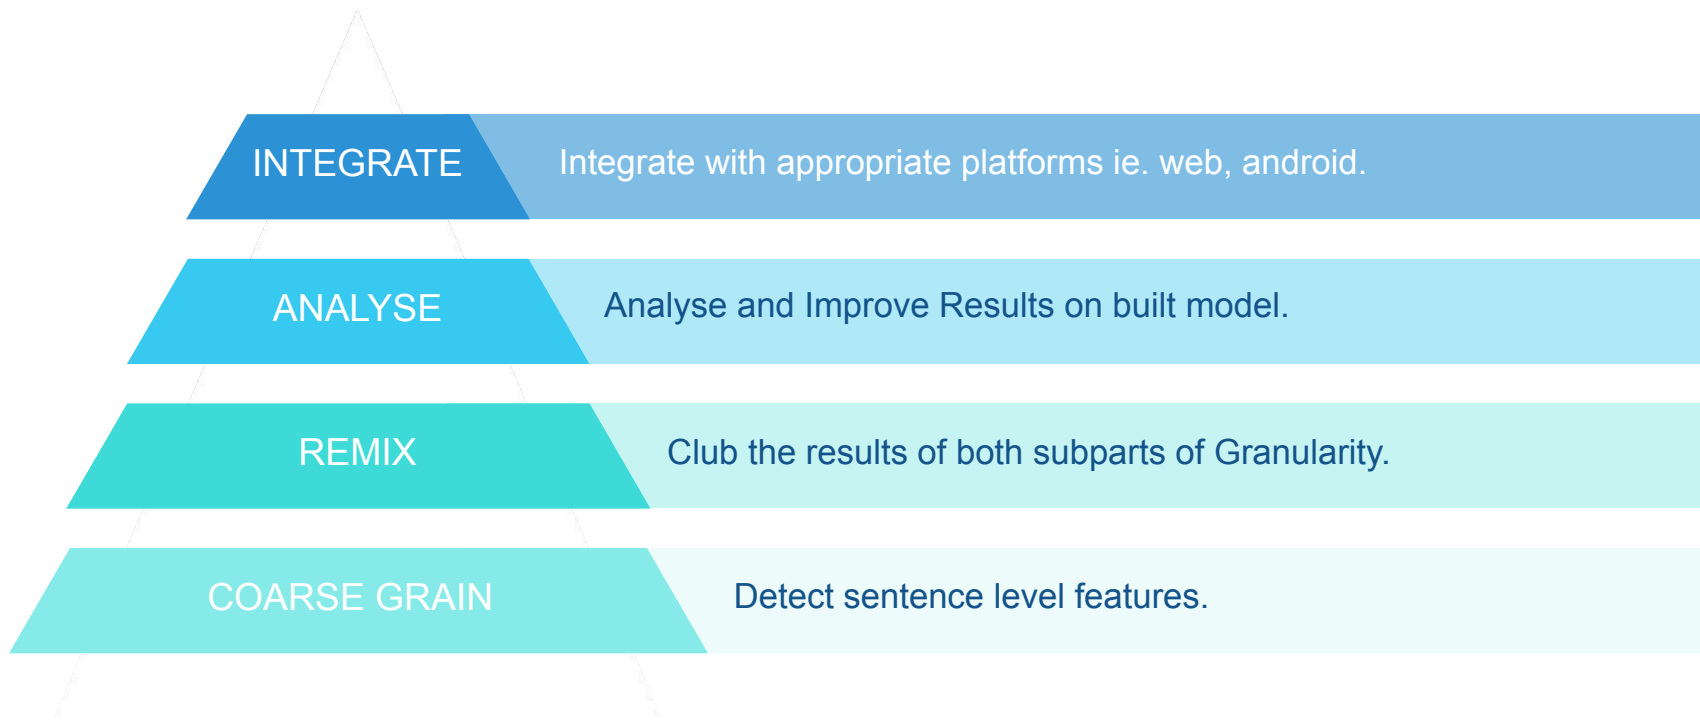 INTEGRATE
Integrate with appropriate platforms ie. web, android.
ANALYSE
Analyse and Improve Results on built model.
REMIX
Club the results of both subparts of Granularity.
COARSE GRAIN
Detect sentence level features.